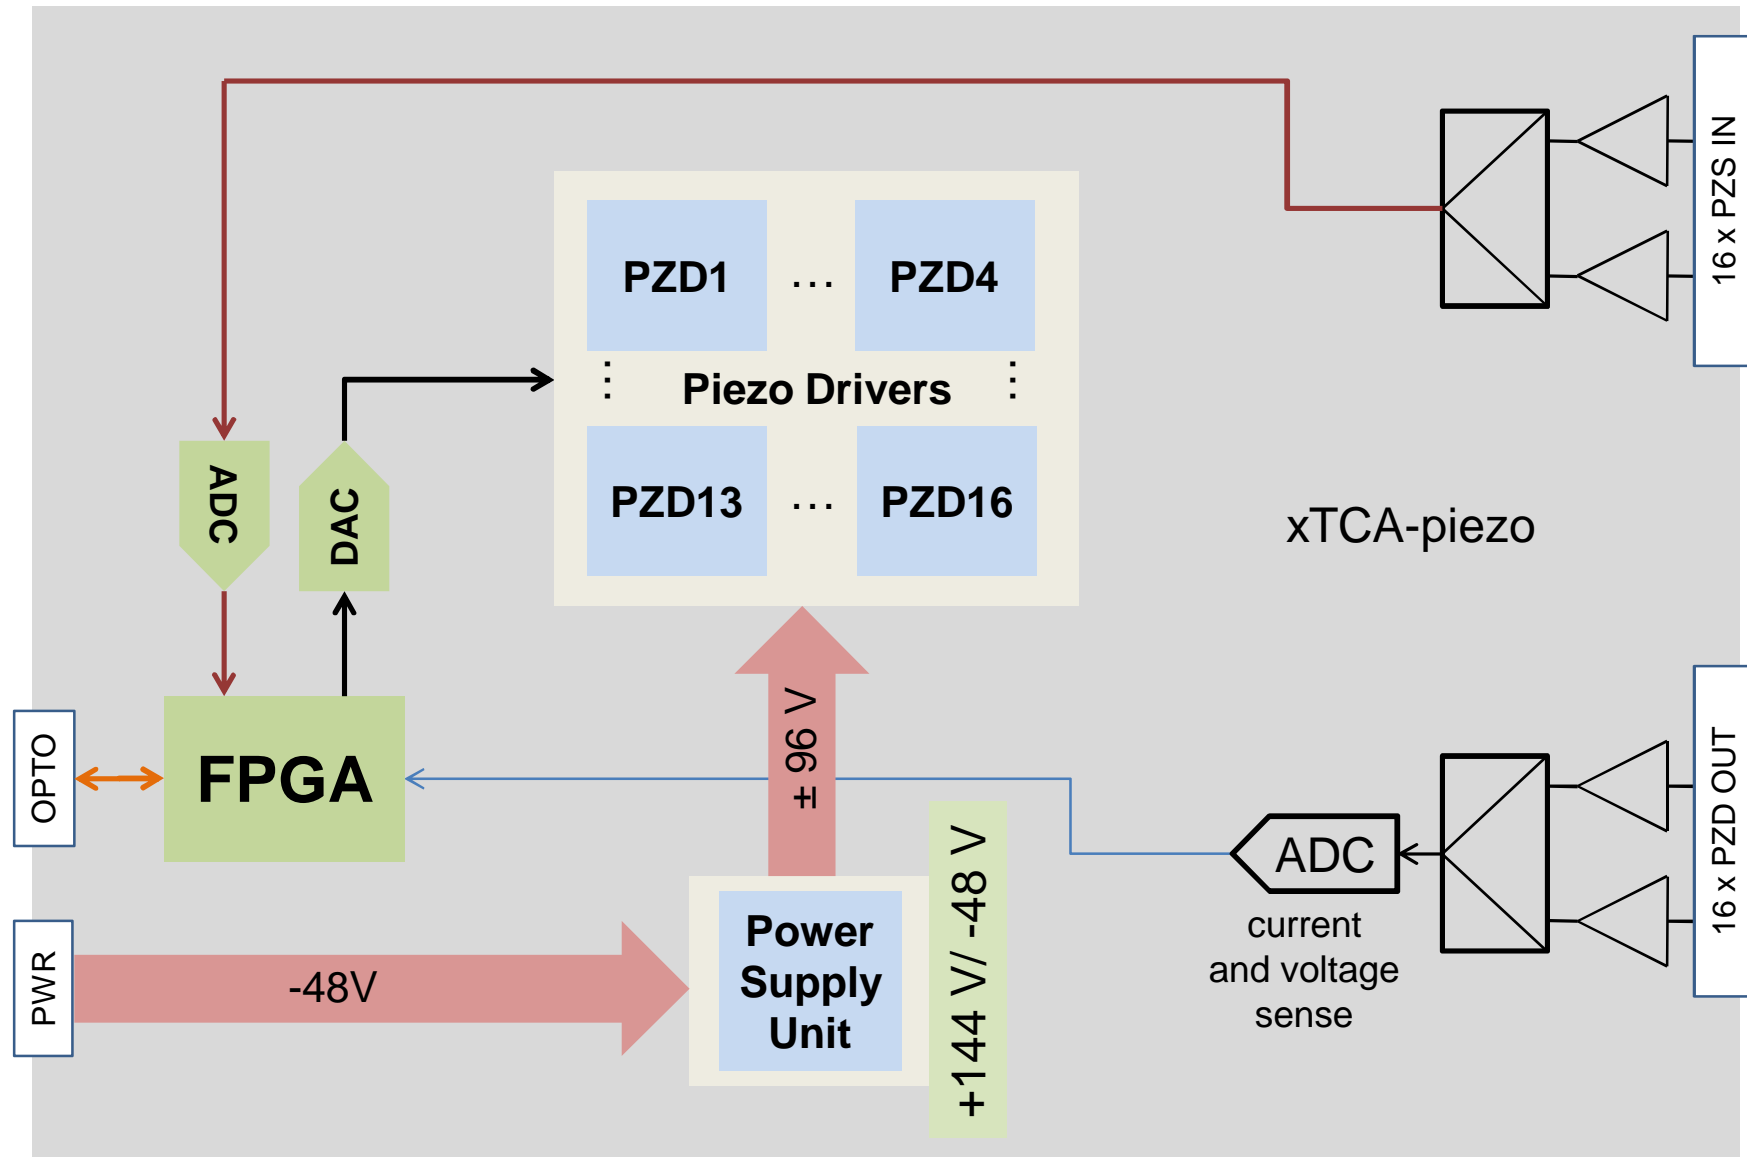 16 x PZS IN
PZD1
...
PZD4
...
Piezo Drivers
...
PZD13
...
PZD16
ADC
DAC
xTCA-piezo
OPTO
FPGA
± 96 V
16 x PZD OUT
ADC
current
and voltage
sense
PWR
-48V
Power
Supply
Unit
+144 V/ -48 V